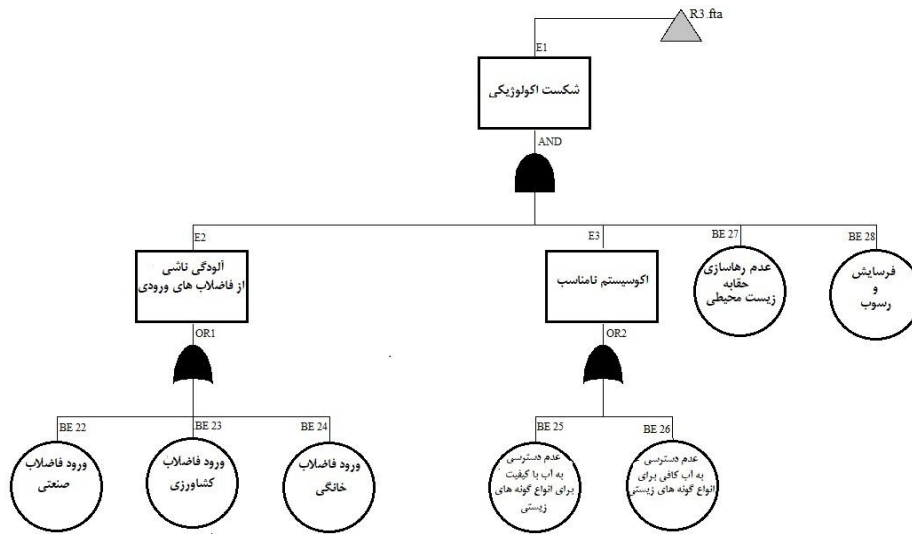 R3.fta
E1
شکست اکولوژیکی
AND
E2
آلودگی ناشی
از فاضلاب های ورودی
E3
اکوسیستم نامناسب
BE 27
عدم رهاسازی
حقابه
زیست محیطی
BE 28
فرسایش
و
رسوب
OR1
OR2
BE 22
ورود فاضلاب
صنعتی
BE 23
ورود فاضلاب
کشاورزی
BE 24
ورود فاضلاب
خانگی
BE 25
عدم دسترسی
به آب با کیفیت
برای انواع گونه های
زیستی
BE 26
عدم دسترسی
به آب کافی برای
انواع گونه های زیستی